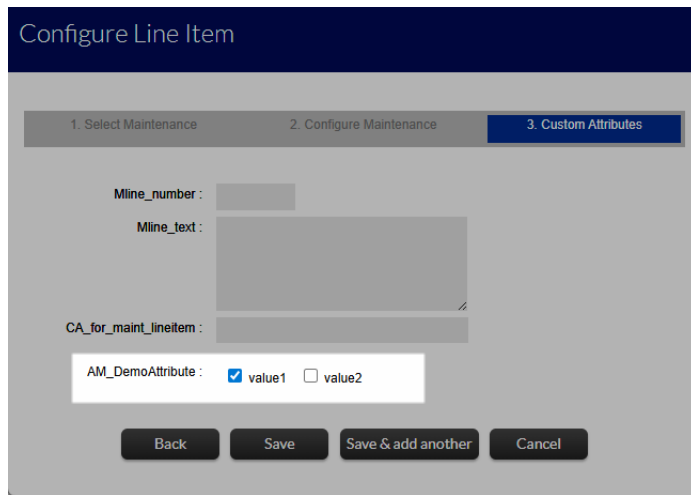 Configure Line Item
1. Select Maintenance 2. Configure Maintenance 3. Custom Attributes
Mline_number :
Mline_text :
CA_for_maint_lineitem :
AM_DemoAttribute : value1 value2
Back Save Save & add another Cancel